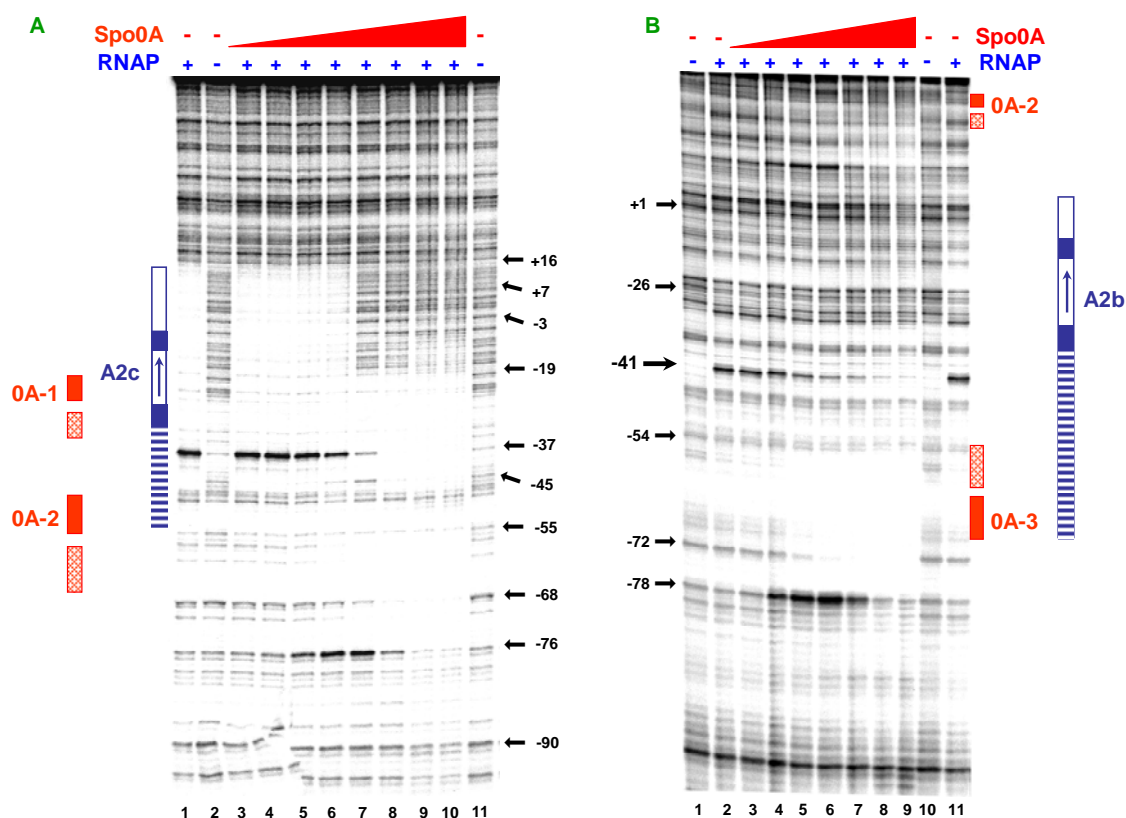 A
Spo0A - - -
RNAP + - + + + + + + + + -
+16
+7
-3
-19
A2c
0A-1
-37
-45
0A-2
-55
-68
-76
-90
1 2 3 4 5 6 7 8 9 10 11
B
- - - - Spo0A
- + + + + + + + + - + RNAP
0A-2
+1
-26
A2b
-41
-54
0A-3
-72
-78
1 2 3 4 5 6 7 8 9 10 11